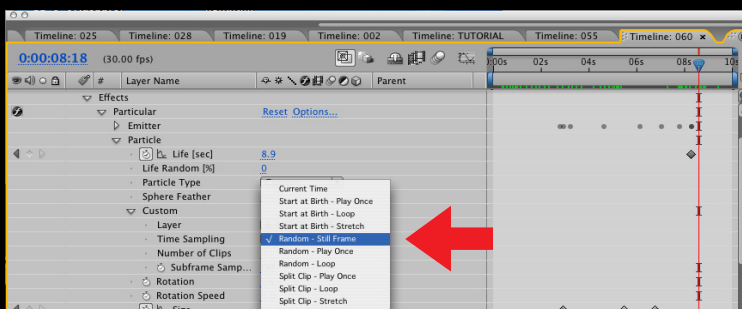 Timeline: 025 Timeline: 028 Timeline: 019 Timeline: 002 Timeline: TUTORIAL Timeline: 055 Timeline: 060 ×
0:00:08:18 (30.00 fps)
:00s 02s 04s 06s 08s 10s
# Layer Name Parent
Effects
Particular Reset Options...
Emitter
Particle
Life [sec] 8.9
Life Random [%] 0
Particle Type
Sphere Feather
Custom
Layer
Time Sampling
Number of Clips
Subframe Samp...
Rotation
Rotation Speed
Size
Current Time
Start at Birth - Play Once
Start at Birth - Loop
Start at Birth - Stretch
√ Random - Still Frame
Random - Play Once
Random - Loop
Split Clip - Play Once
Split Clip - Loop
Split Clip - Stretch